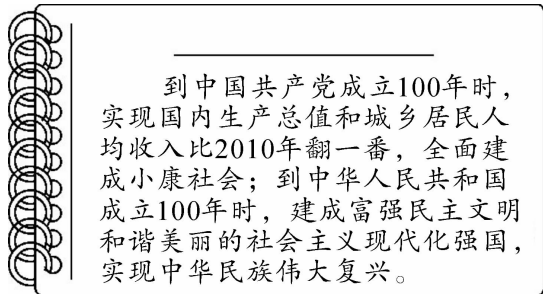 到中国共产党成立100年时，
实现国内生产总值和城乡居民人
均收入比2010年翻一番，全面建
成小康社会；到中华人民共和国
成立100年时，建成富强民主文明
和谐美丽的社会主义现代化强国，
实现中华民族伟大复兴。